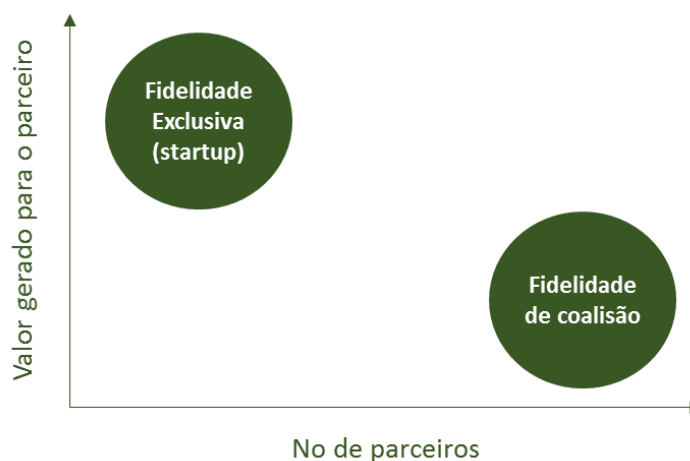 Valor gerado para o parceiro
Fidelidade
Exclusiva
(startup)
Fidelidade
de coalisão
No de parceiros